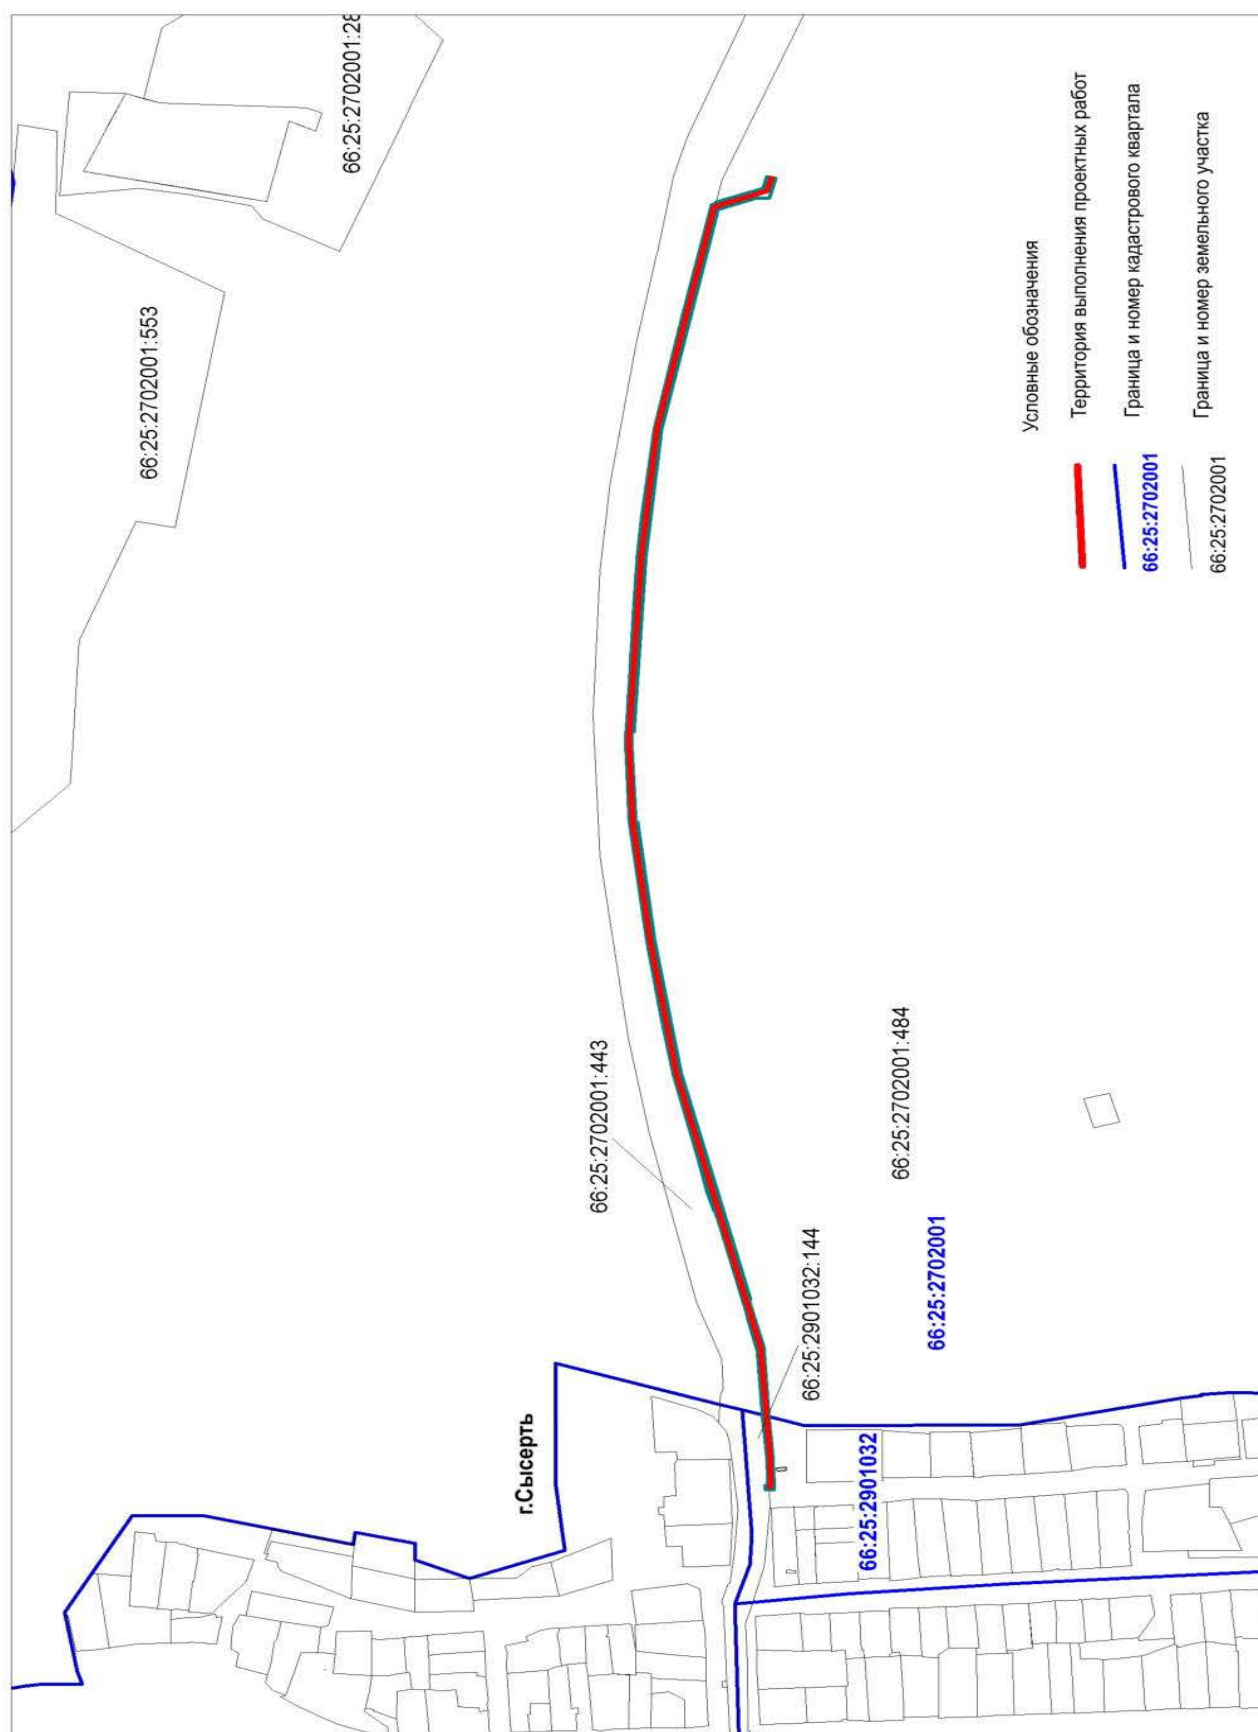 66:25:2702001:28
66:25:2702001:553
66:25:2702001:443
66:25:2901032:144
66:25:2702001:484
66:25:2702001
г.Сысерть
66:25:2901032
Условные обозначения
Территория выполнения проектных работ
66:25:2702001
Граница и номер кадастрового квартала
66:25:2702001
Граница и номер земельного участка